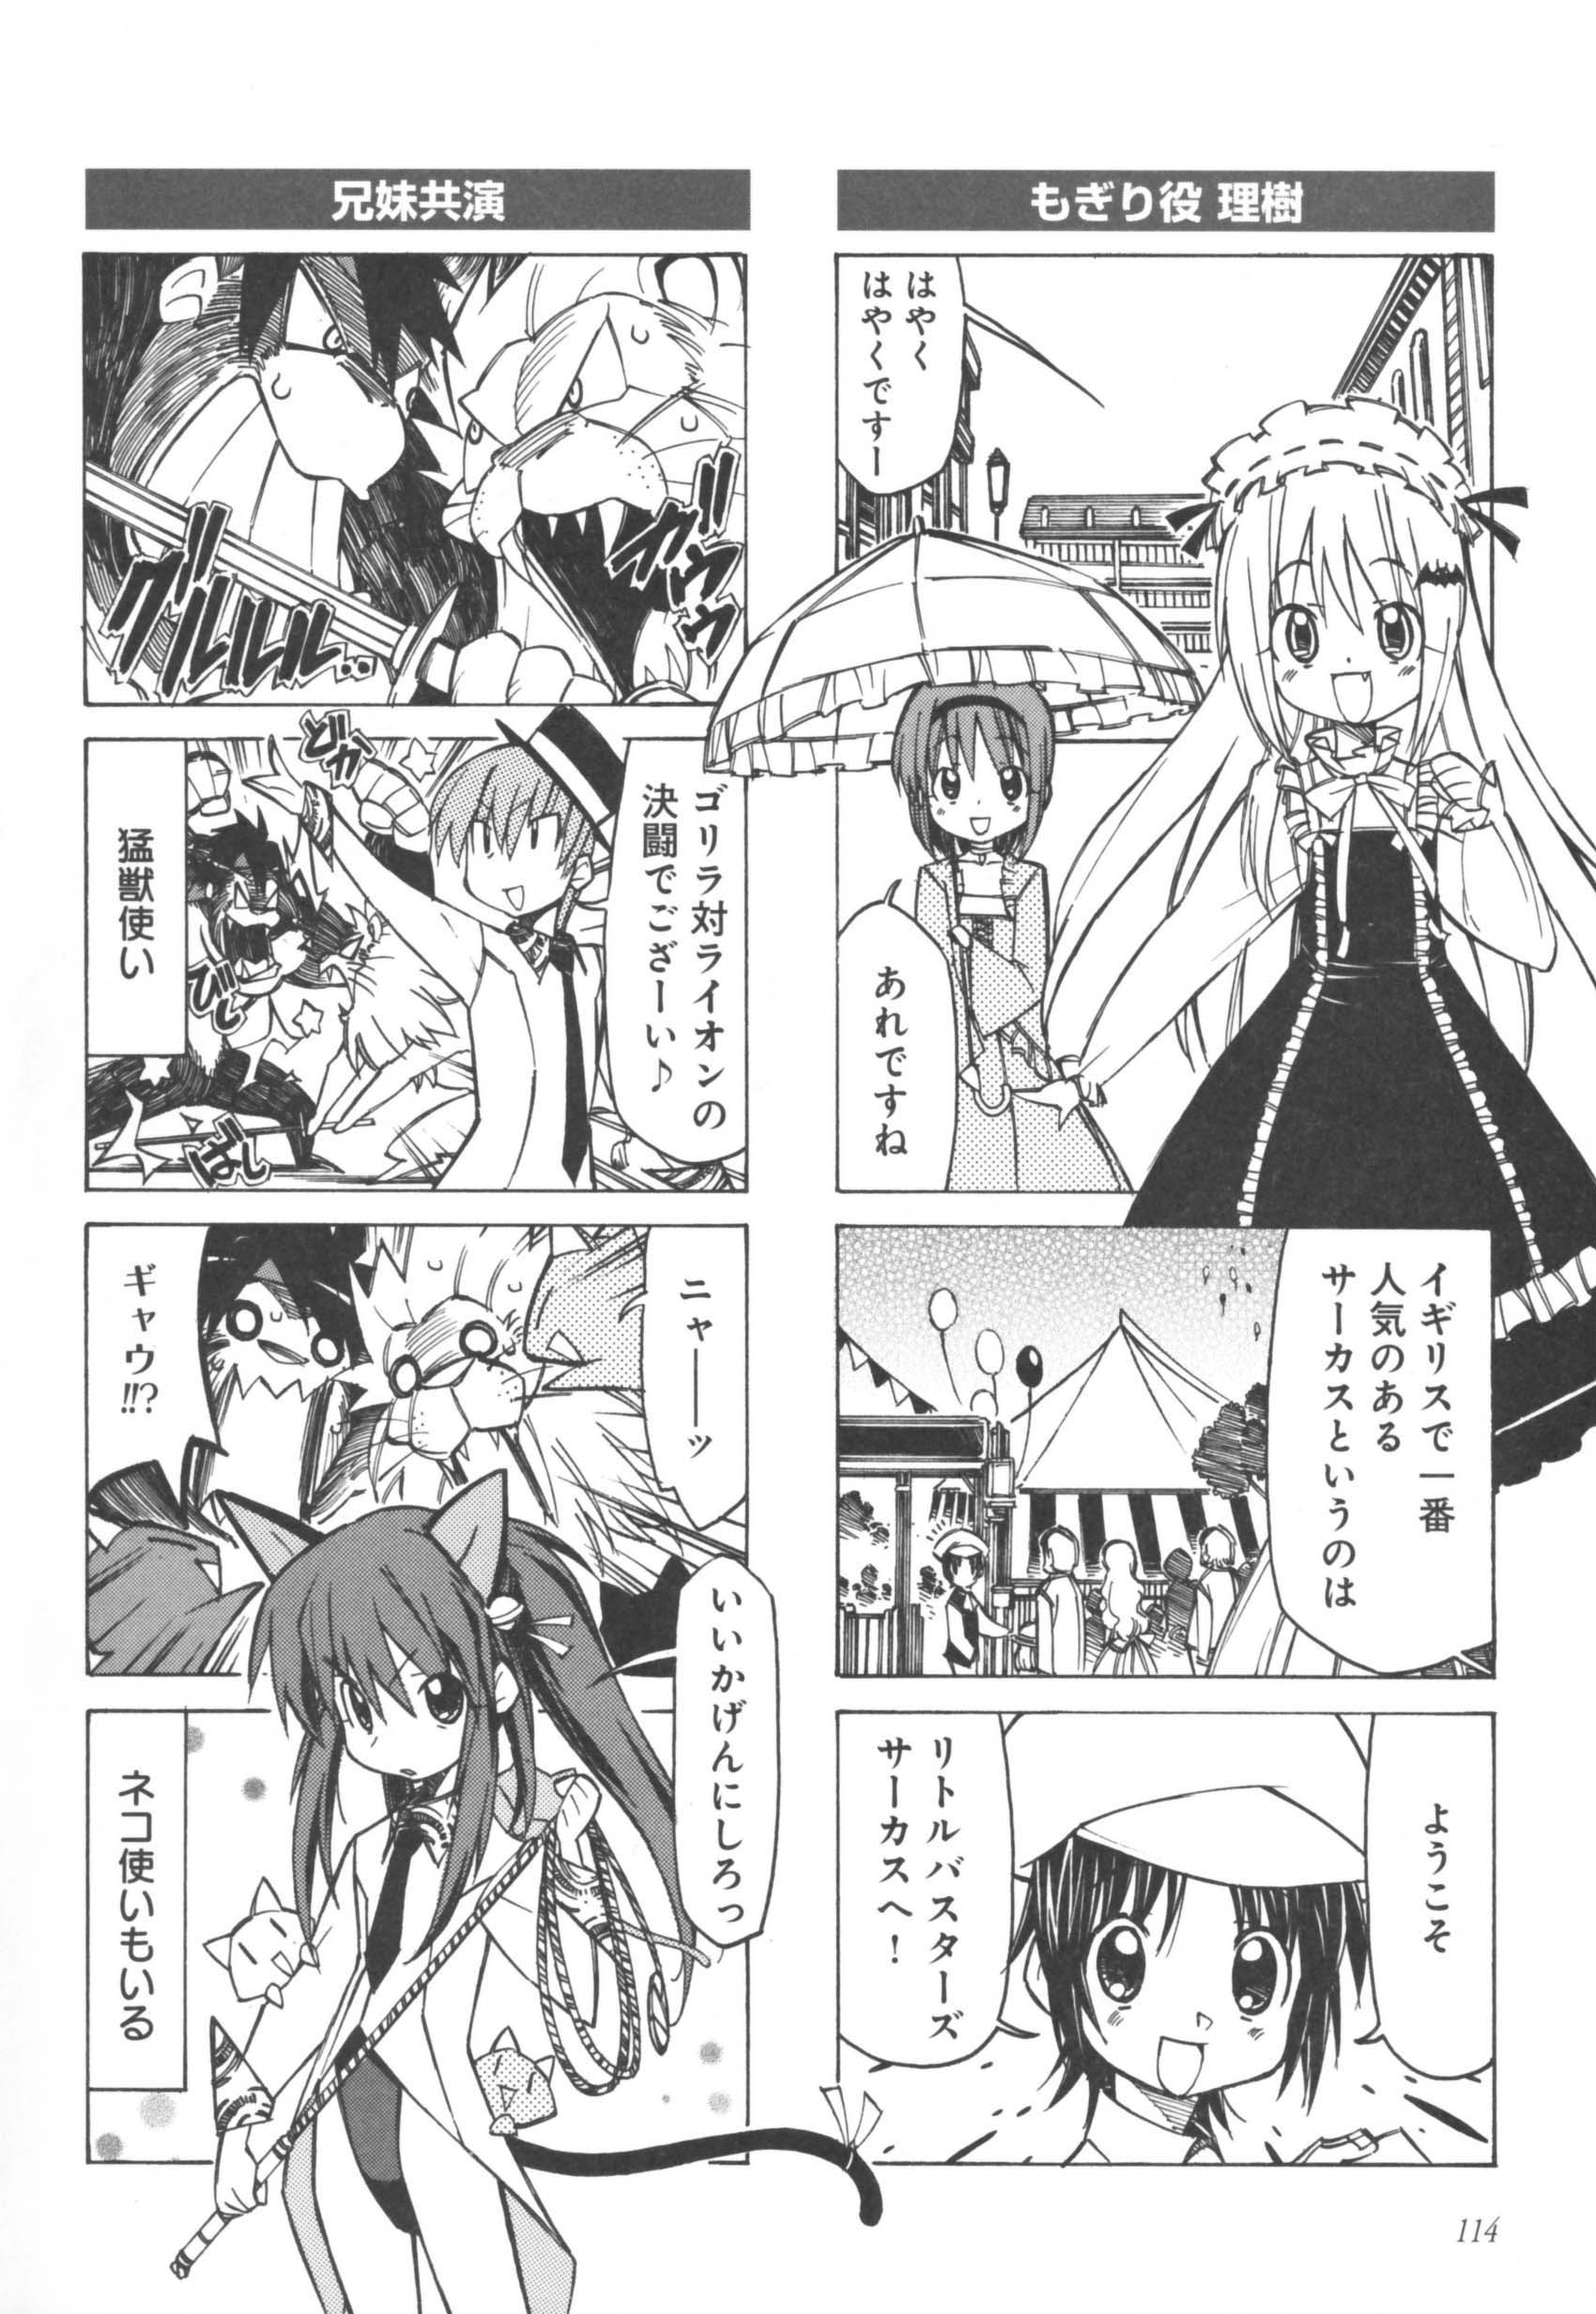 もぎり役 理樹
はやく
はやくですー
あれですね
イギリスで一番
人気のある
サーカスというのは
ようこそ
リトルバスターズ
サーカスへ！
兄妹共演
ガウゥ
グルルルル‥
ゴリラ対ライオンの
決闘でござーい♪
どかっ
びしっ
ばしっ
猛獣使い
ニャーーッ
ギャウ!!?
いいかげんにしろっ
ネコ使いもいる
114